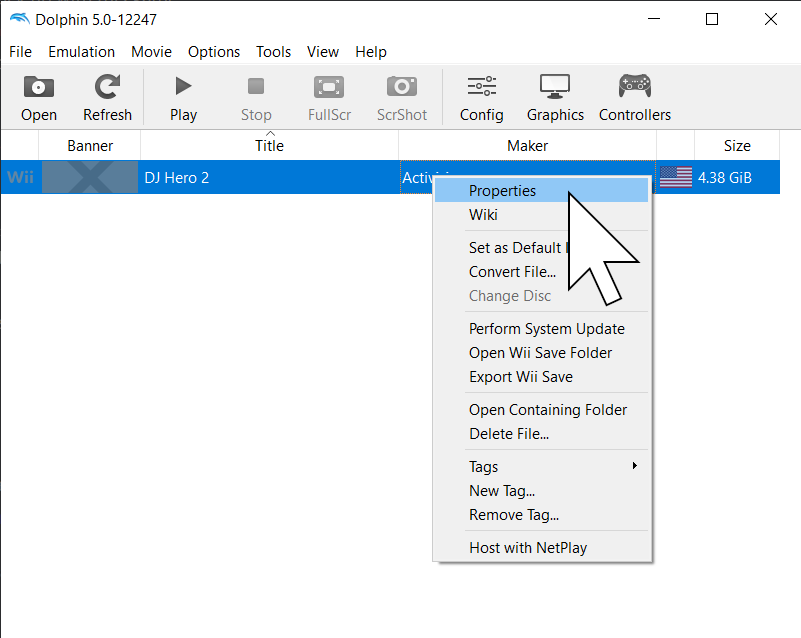 Dolphin 5.0-12247
File Emulation Movie Options Tools View Help
Open Refresh Play Stop FullScr ScrShot Config Graphics Controllers
Banner Title Maker Size
Wii DJ Hero 2 4.38 GiB
Properties
Wiki
Set as Default
Convert File...
Change Disc
Perform System Update
Open Wii Save Folder
Export Wii Save
Open Containing Folder
Delete File...
Tags
New Tag...
Remove Tag...
Host with NetPlay